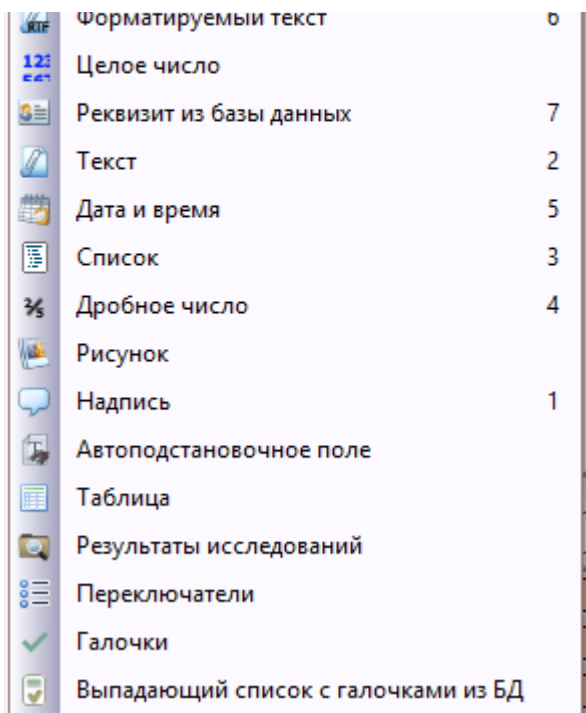 Форматируемый текст 6
Целое число
Реквизит из базы данных 7
Текст 2
Дата и время 5
Список 3
Дробное число 4
Рисунок
Надпись 1
Автоподстановочное поле
Таблица
Результаты исследований
Переключатели
Галочки
Выпадающий список с галочками из БД